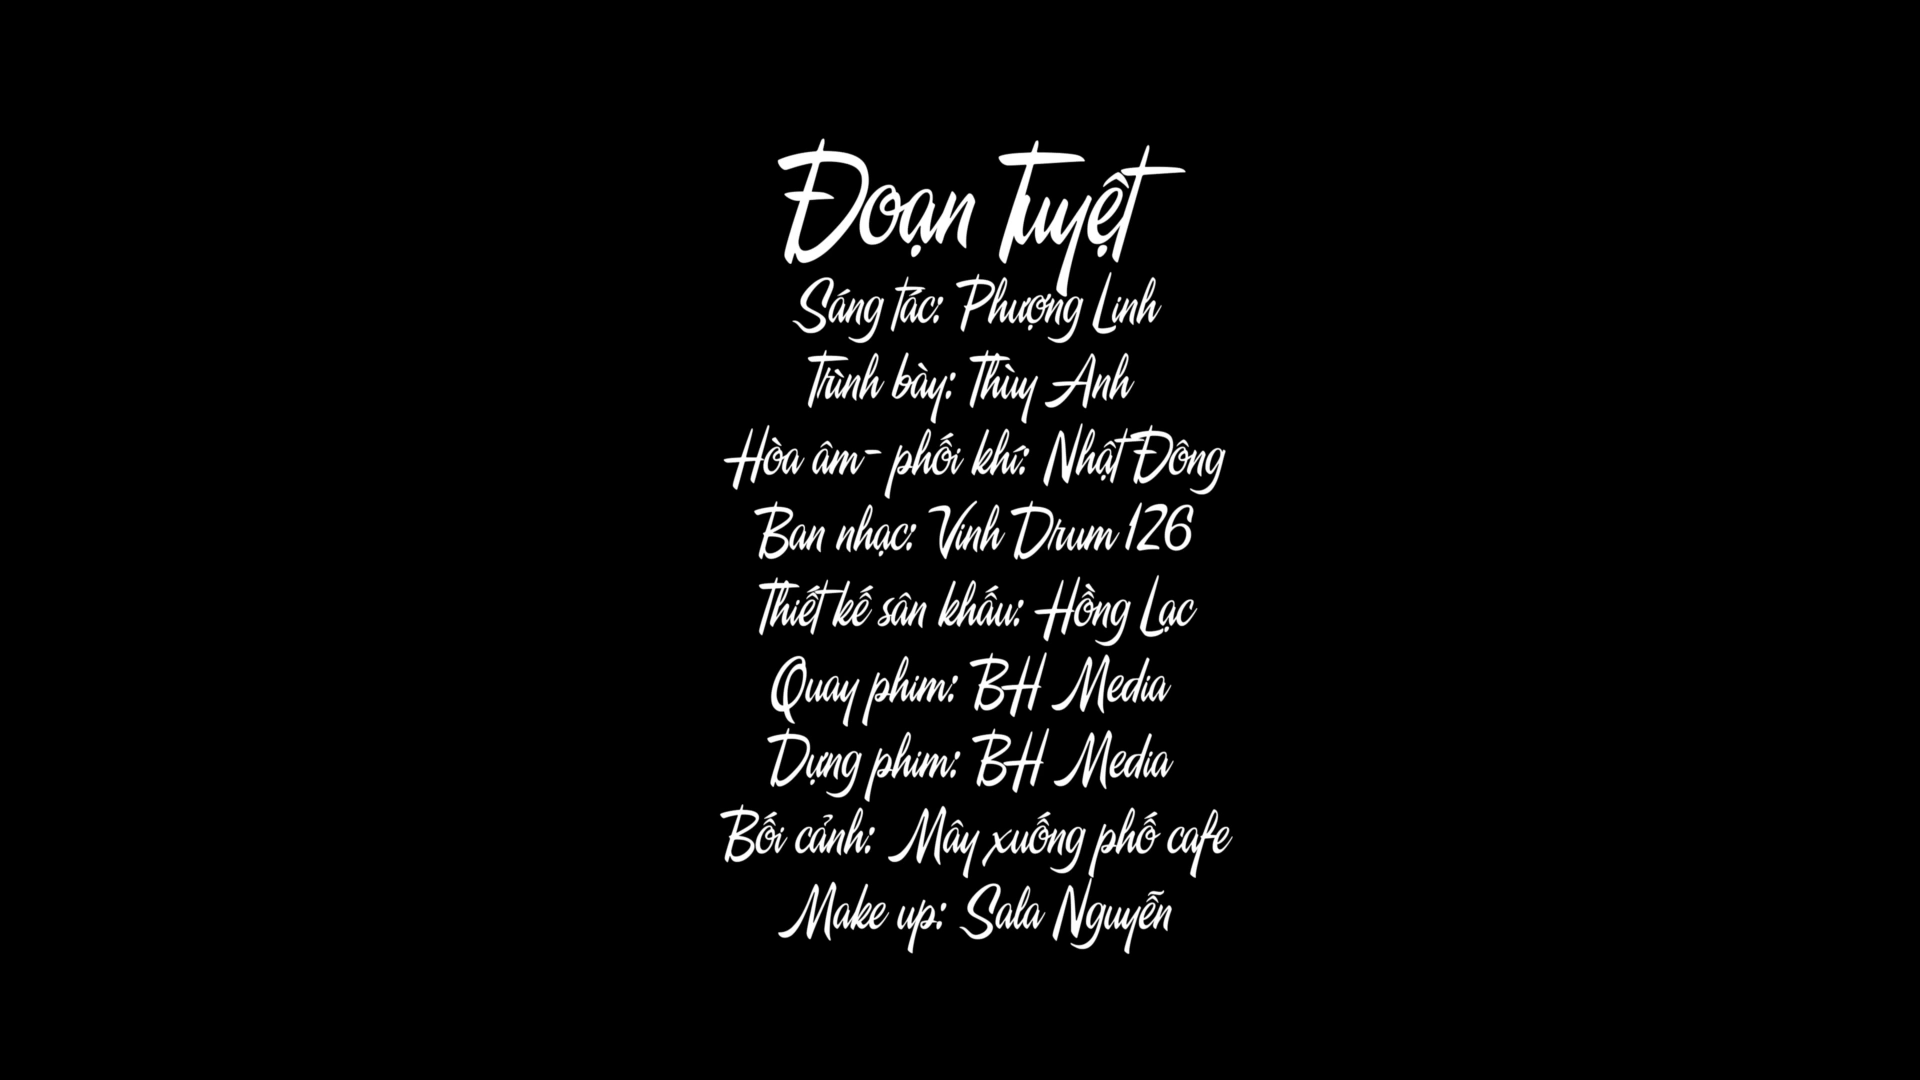 Đoạn Tuyệt
Sáng tác: Phượng Linh
Trình bày: Thùy Anh
Hòa âm- phối khí: Nhật Đông
Ban nhạc: Vinh Drum 126
Thiết kế sân khấu: Hồng Lạc
Quay phim: BH Media
Dựng phim: BH Media
Bối cảnh: Mây xuống phố cafe
Make up: Sala Nguyễn